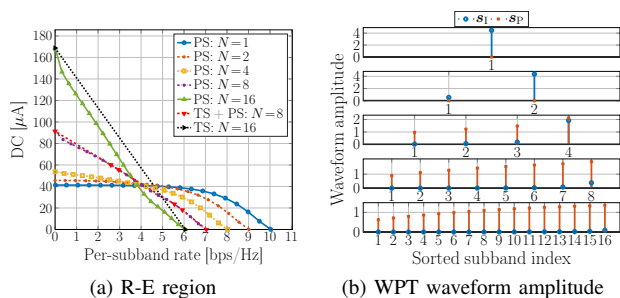 DC [μA]
180
160
140
120
100
80
60
40
20
0
0 1 2 3 4 5 6 7 8 9 10 11
Per-subband rate [bps/Hz]
PS: N = 1
PS: N = 2
PS: N = 4
PS: N = 8
PS: N = 16
TS + PS: N = 8
TS: N = 16
(a) R-E region
s_I s_P
Waveform amplitude
4
2
0
1
4
2
0
1 2
2
1
0
1 2 3 4
1
0
1 2 3 4 5 6 7 8
1
0
1 2 3 4 5 6 7 8 9 10 11 12 13 14 15 16
Sorted subband index
(b) WPT waveform amplitude